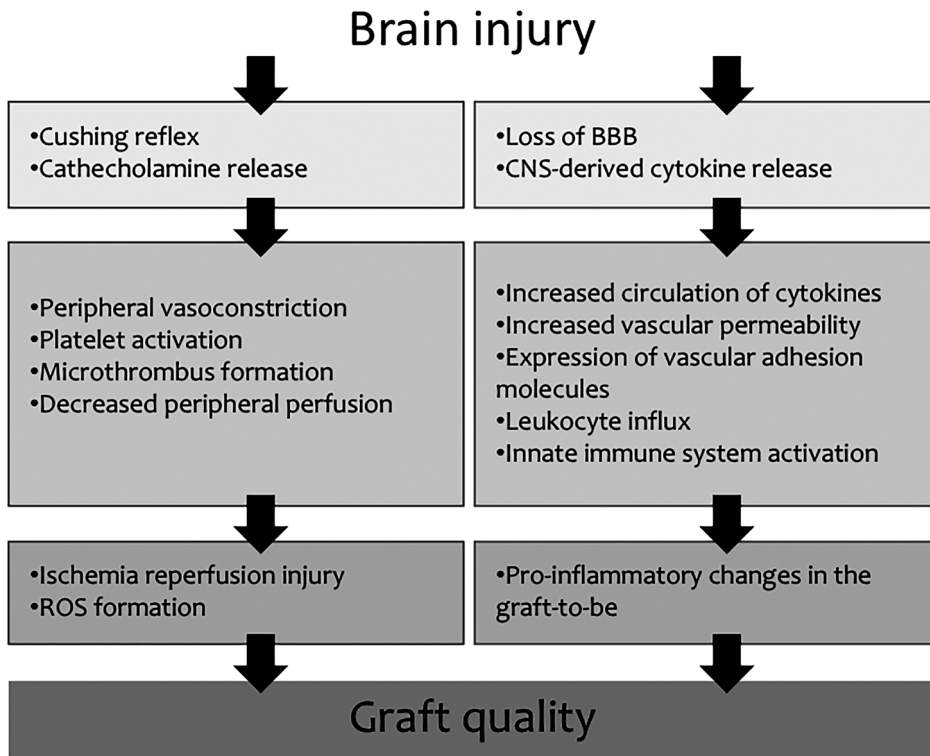 Brain injury
•Cushing reflex
•Cathecholamine release
•Loss of BBB
•CNS-derived cytokine release
•Peripheral vasoconstriction
•Platelet activation
•Microthrombus formation
•Decreased peripheral perfusion
•Increased circulation of cytokines
•Increased vascular permeability
•Expression of vascular adhesion
molecules
•Leukocyte influx
•Innate immune system activation
•Ischemia reperfusion injury
•ROS formation
•Pro-inflammatory changes in the
graft-to-be
Graft quality